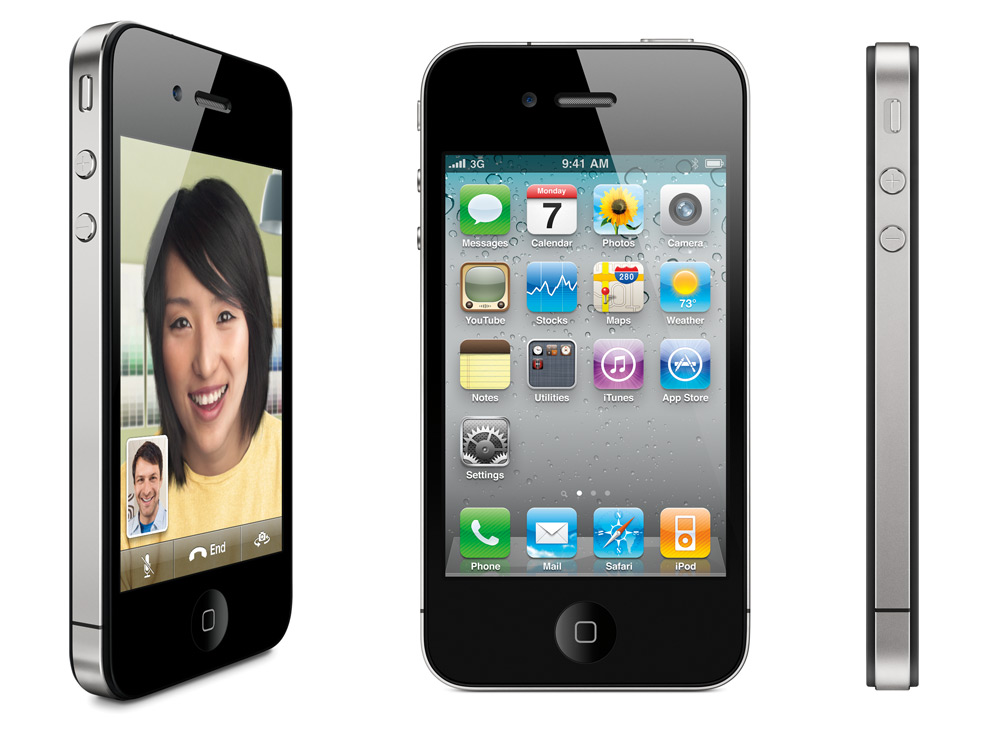 End
3G 9:41 AM
Monday
7
280
73°
Messages Calendar Photos Camera
YouTube Stocks Maps Weather
Notes Utilities iTunes App Store
Settings
Phone Mail Safari iPod